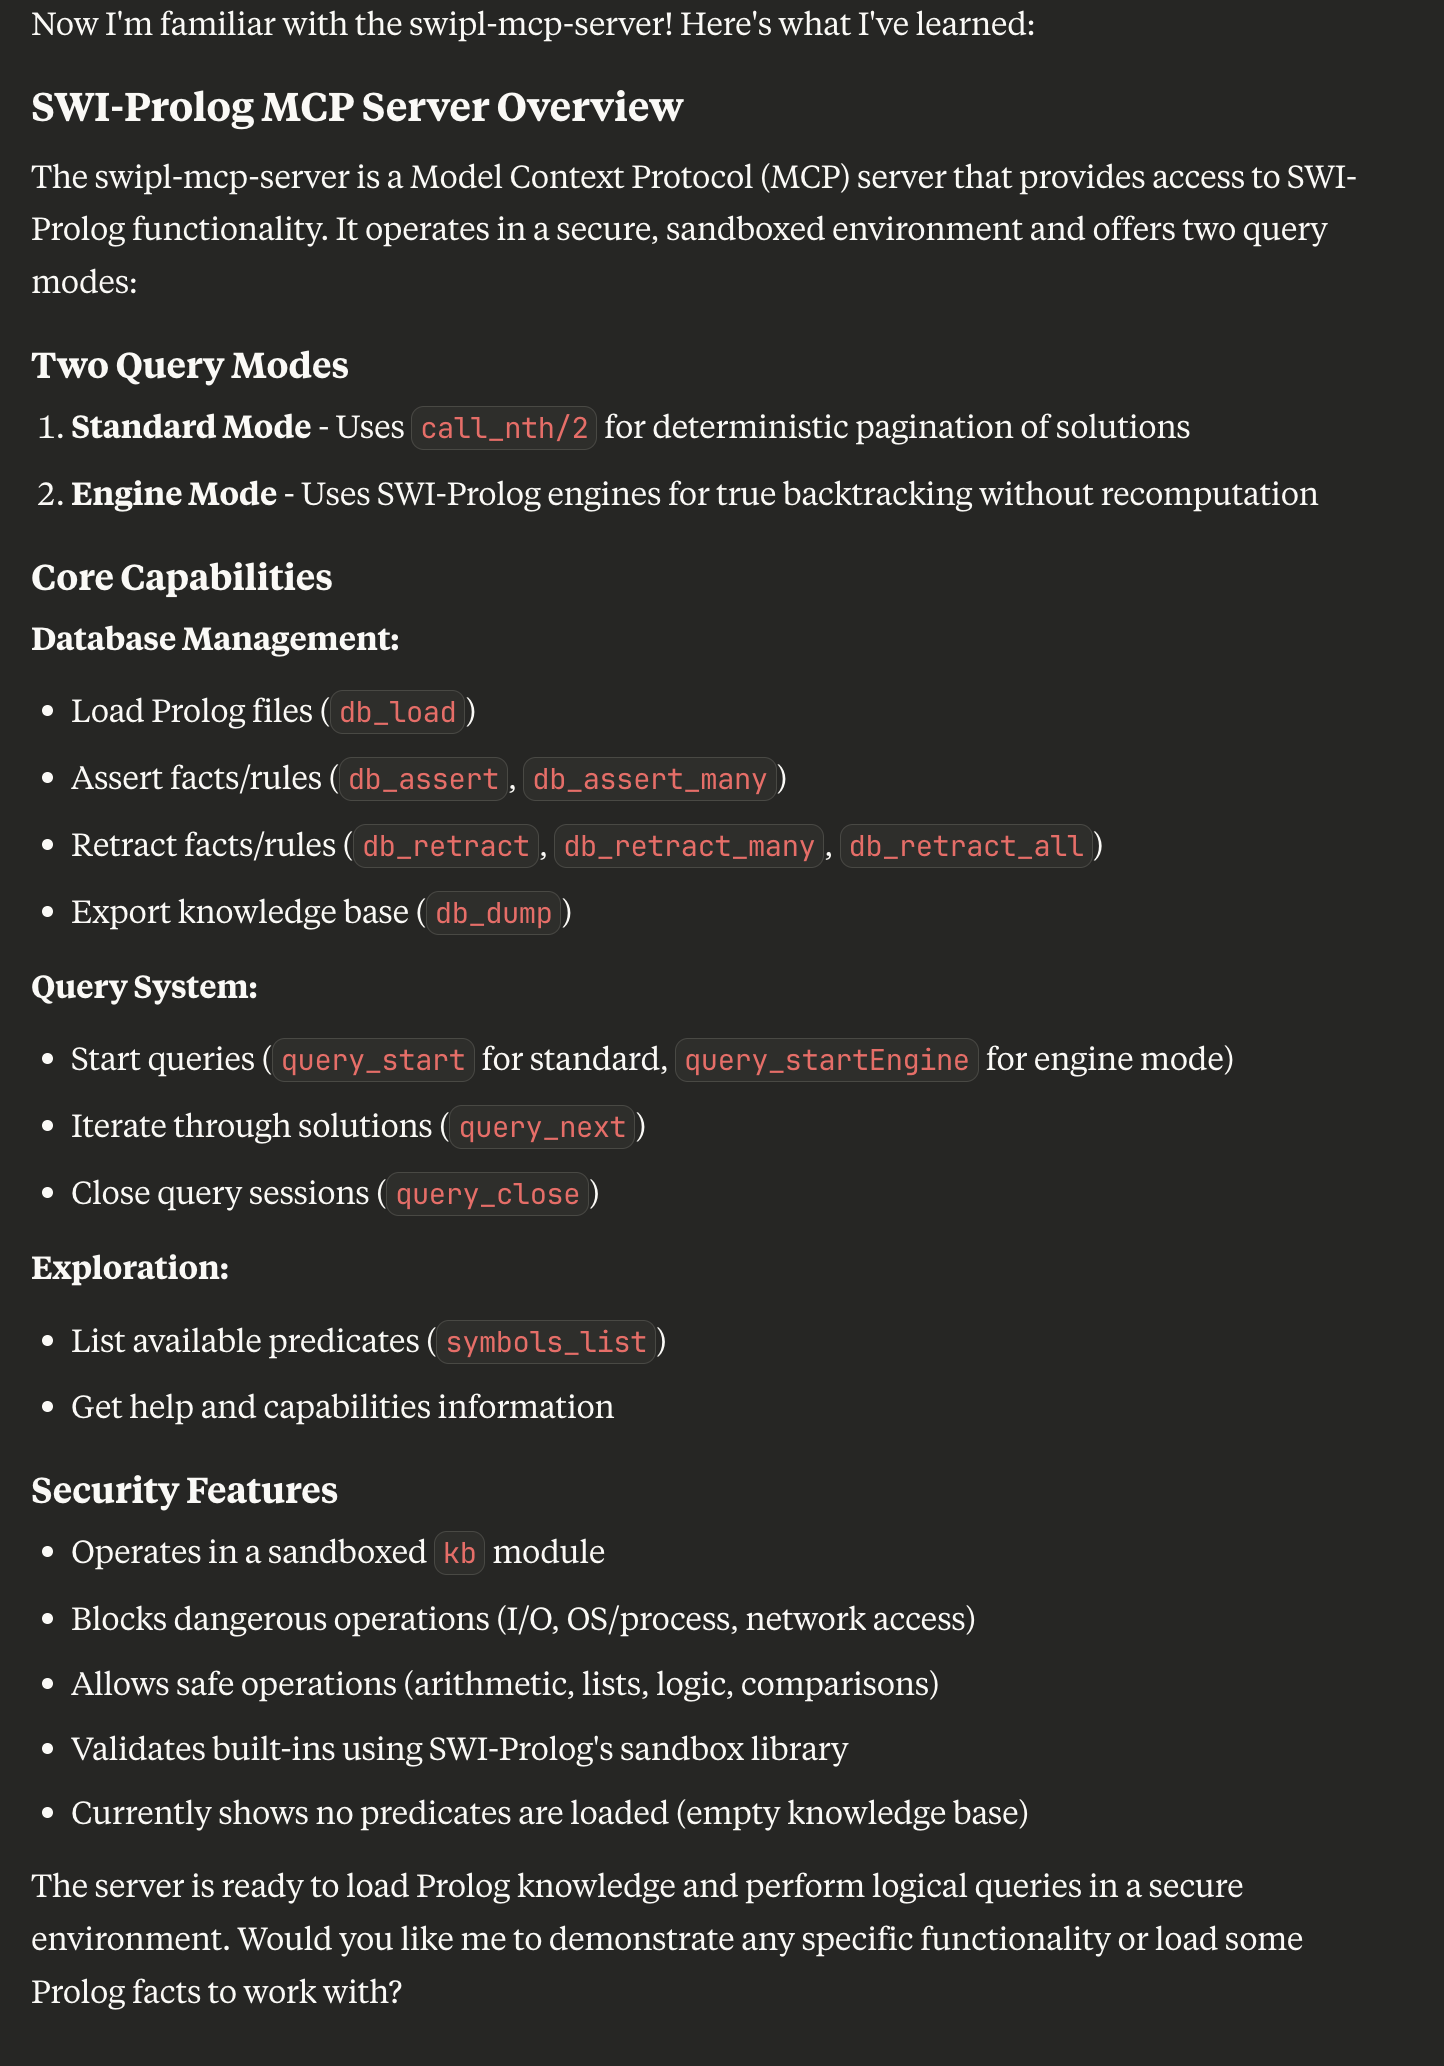 Now I'm familiar with the swipl-mcp-server! Here's what I've learned:
SWI-Prolog MCP Server Overview
The swipl-mcp-server is a Model Context Protocol (MCP) server that provides access to SWI-
Prolog functionality. It operates in a secure, sandboxed environment and offers two query
modes:
Two Query Modes
1. Standard Mode - Uses call_nth/2 for deterministic pagination of solutions
2. Engine Mode - Uses SWI-Prolog engines for true backtracking without recomputation
Core Capabilities
Database Management:
• Load Prolog files (db_load)
• Assert facts/rules (db_assert, db_assert_many)
• Retract facts/rules (db_retract, db_retract_many, db_retract_all)
• Export knowledge base (db_dump)
Query System:
• Start queries (query_start for standard, query_startEngine for engine mode)
• Iterate through solutions (query_next)
• Close query sessions (query_close)
Exploration:
• List available predicates (symbols_list)
• Get help and capabilities information
Security Features
• Operates in a sandboxed kb module
• Blocks dangerous operations (I/O, OS/process, network access)
• Allows safe operations (arithmetic, lists, logic, comparisons)
• Validates built-ins using SWI-Prolog's sandbox library
• Currently shows no predicates are loaded (empty knowledge base)
The server is ready to load Prolog knowledge and perform logical queries in a secure
environment. Would you like me to demonstrate any specific functionality or load some
Prolog facts to work with?